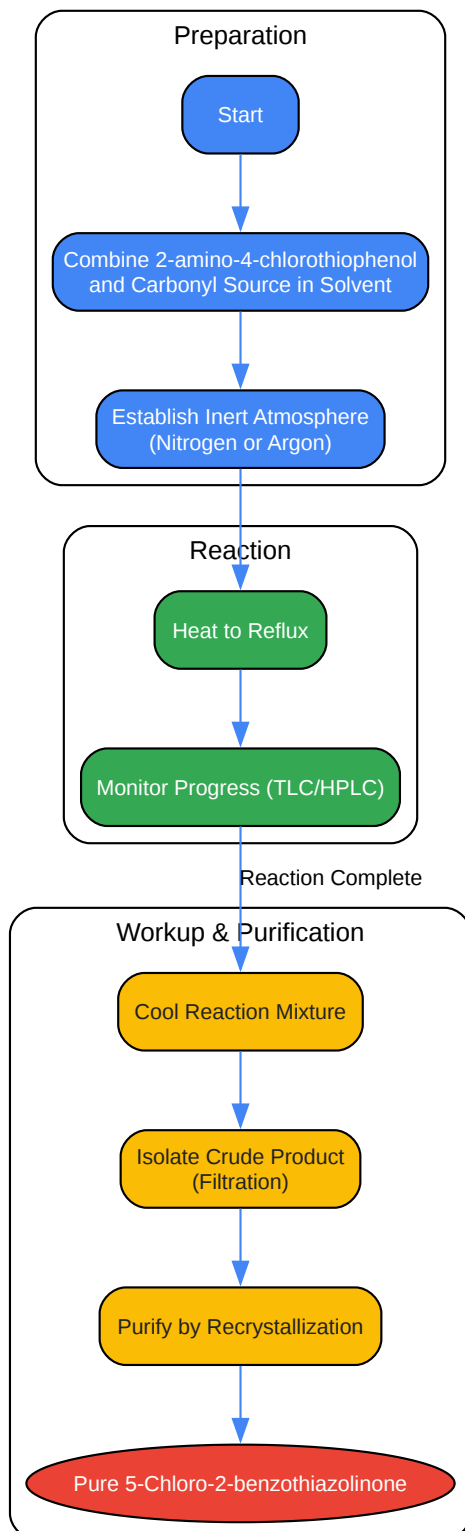 Preparation
Start
Combine 2-amino-4-chlorothiophenol
and Carbonyl Source in Solvent
Establish Inert Atmosphere
(Nitrogen or Argon)
Reaction
Heat to Reflux
Monitor Progress (TLC/HPLC)
Reaction Complete
Workup & Purification
Cool Reaction Mixture
Isolate Crude Product
(Filtration)
Purify by Recrystallization
Pure 5-Chloro-2-benzothiazolinone